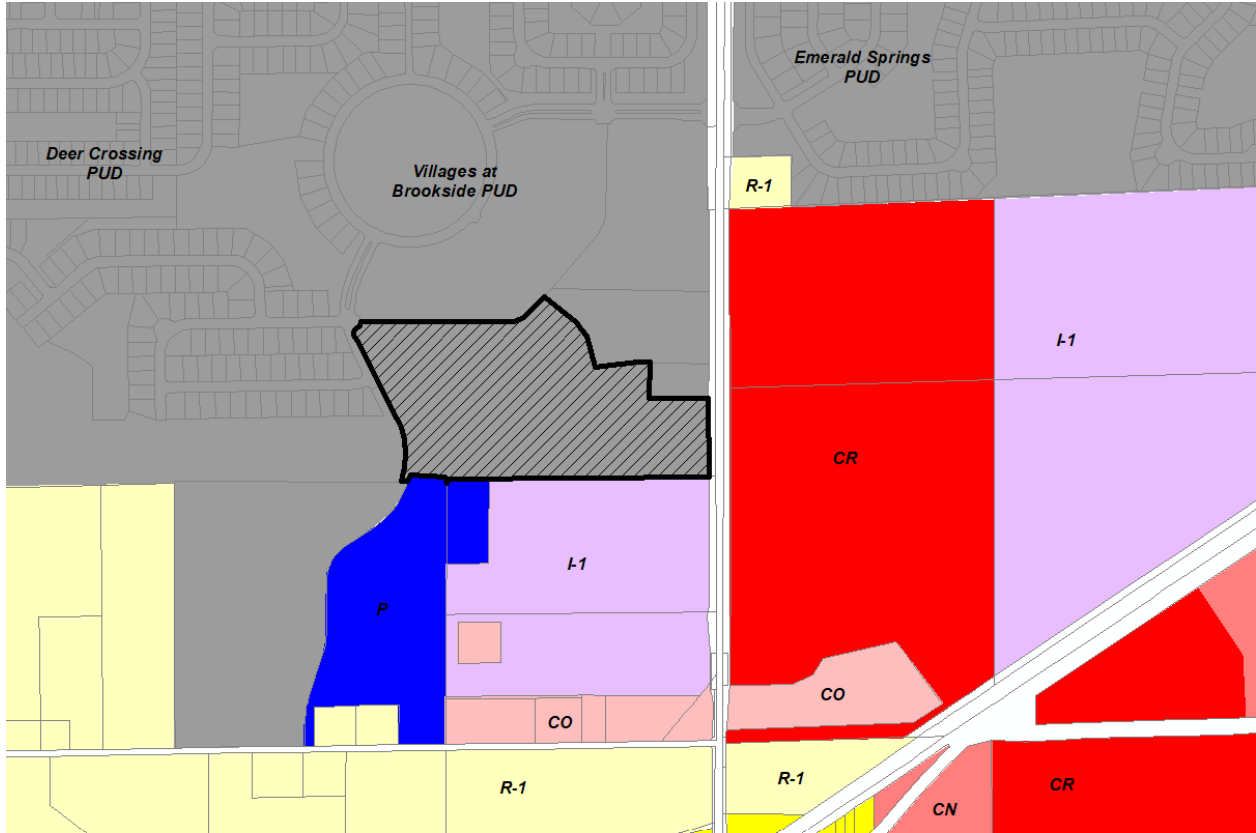 Emerald Springs
PUD
Deer Crossing
PUD
Villages at
Brookside PUD
R-1
I-1
CR
I-1
P
CO
CO
R-1
R-1
CN
CR